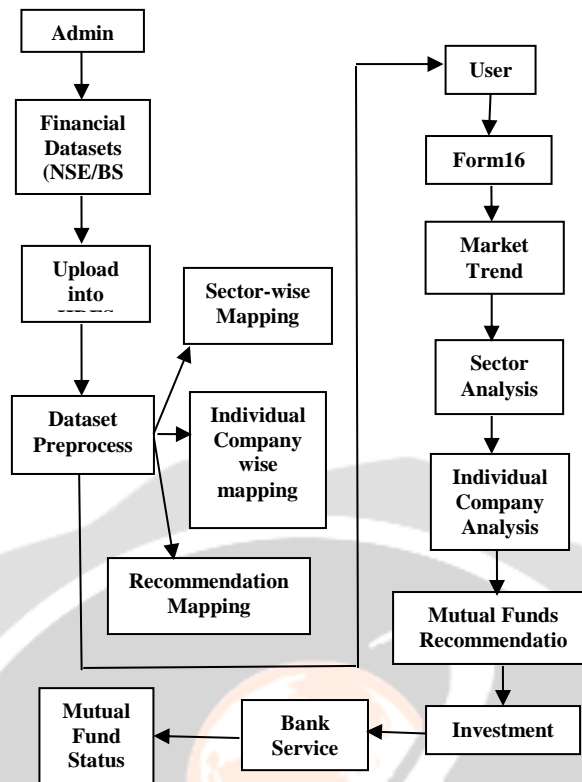 Admin
Financial
Datasets
(NSE/BS
Upload
into
Dataset
Preprocess
Sector-wise
Mapping
Individual
Company
wise
mapping
Recommendation
Mapping
User
Form16
Market
Trend
Sector
Analysis
Individual
Company
Analysis
Mutual Funds
Recommendatio
Investment
Bank
Service
Mutual
Fund
Status